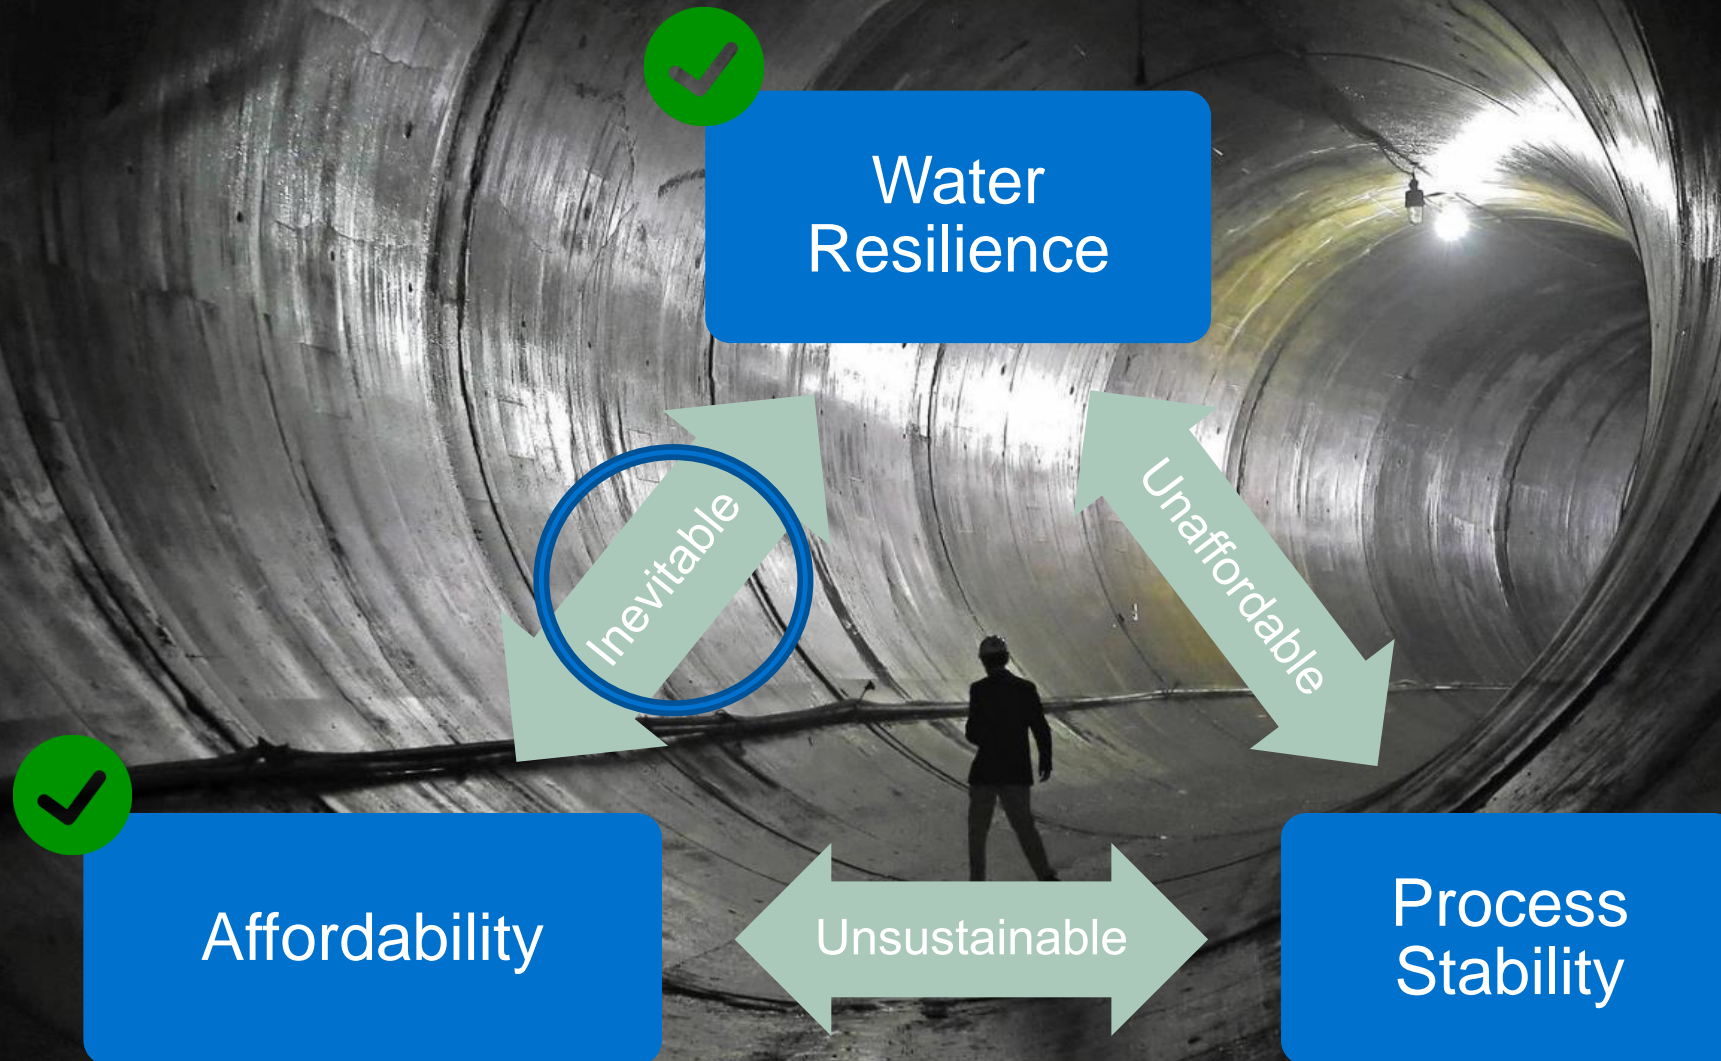 Water
Resilience
Inevitable
Unaffordable
Affordability
Unsustainable
Process
Stability